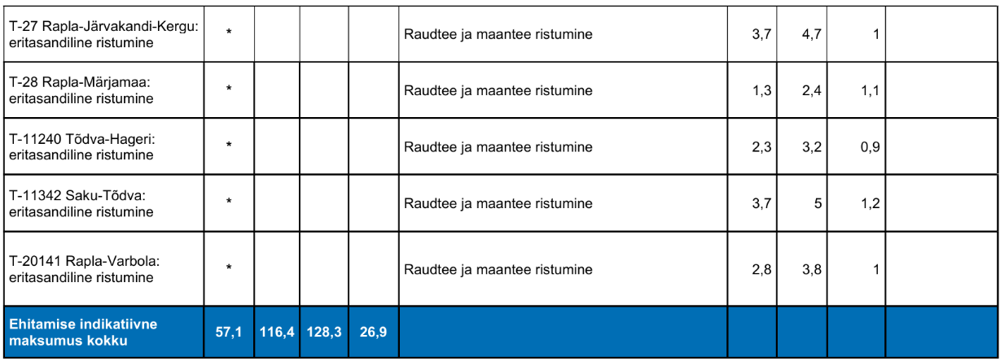 T-27 Rapla-Järvakandi-Kergu:
eritasandiline ristumine
*
Raudtee ja maantee ristumine
3,7
4,7
1
T-28 Rapla-Märjamaa:
eritasandiline ristumine
*
Raudtee ja maantee ristumine
1,3
2,4
1,1
T-11240 Tõdva-Hageri:
eritasandiline ristumine
*
Raudtee ja maantee ristumine
2,3
3,2
0,9
T-11342 Saku-Tõdva:
eritasandiline ristumine
*
Raudtee ja maantee ristumine
3,7
5
1,2
T-20141 Rapla-Varbola:
eritasandiline ristumine
*
Raudtee ja maantee ristumine
2,8
3,8
1
Ehitamise indikatiivne
maksumus kokku
57,1
116,4
128,3
26,9